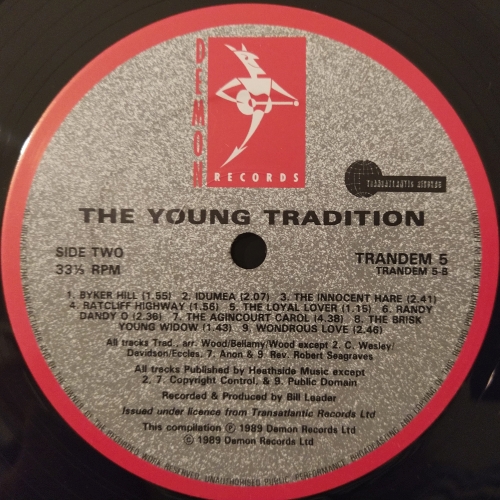 DEMON
RECORDS
TRANSATLANTIC RECORDS
THE YOUNG TRADITION
SIDE TWO
33⅓ RPM
TRANDEM 5
TRANDEM 5-B
1. BYKER HILL (1.55) 2. IDUMEA (2.07) 3. THE INNOCENT HARE (2.41)
4. RATCLIFF HIGHWAY (1.55) 5. THE LOYAL LOVER (1.15) 6. RANDY
DANDY O (2.36) 7. THE AGINCOURT CAROL (4.38) 8. THE BRISK
YOUNG WIDOW (1.43) 9. WONDROUS LOVE (2.46)
All tracks Trad., arr. Wood/Bellamy/Wood except 2. C. Wesley/
Davidson/Eccles, 7. Anon & 9. Rev. Robert Seagraves
All tracks Published by Heathside Music except
2, 7. Copyright Control, & 9. Public Domain
Recorded & Produced by Bill Leader
Issued under licence from Transatlantic Records Ltd
This compilation ℗ 1989 Demon Records Ltd
© 1989 Demon Records Ltd
RESERVED. UNAUTHORISED PUBLIC PERFORMANCE, BROADCASTING